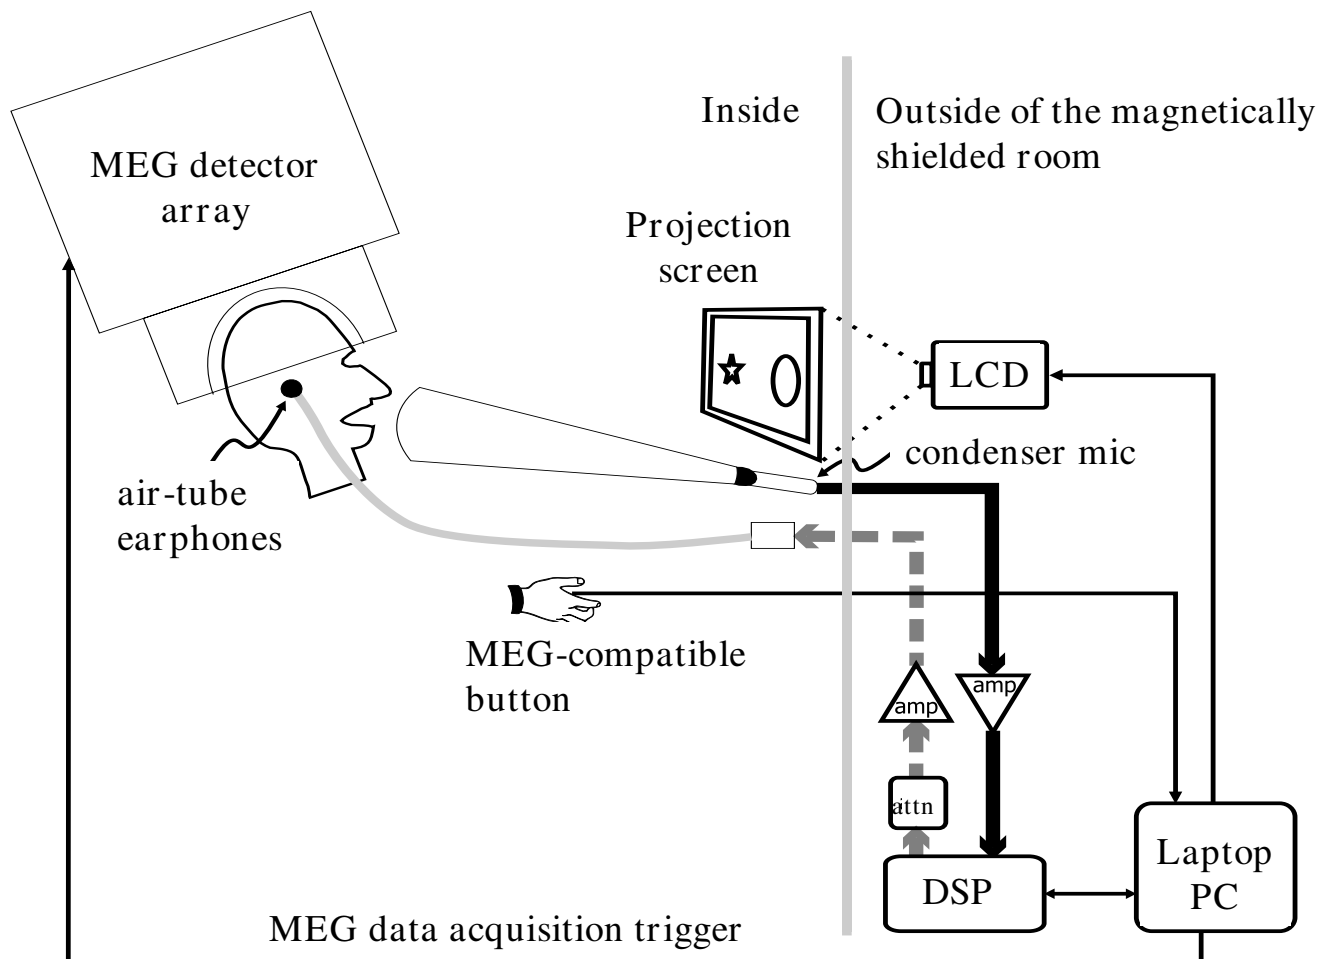 Inside
Outside of the magnetically
shielded room
MEG detector
array
Projection
screen
LCD
condenser mic
air-tube
earphones
MEG-compatible
button
amp
amp
attn
DSP
Laptop
PC
MEG data acquisition trigger